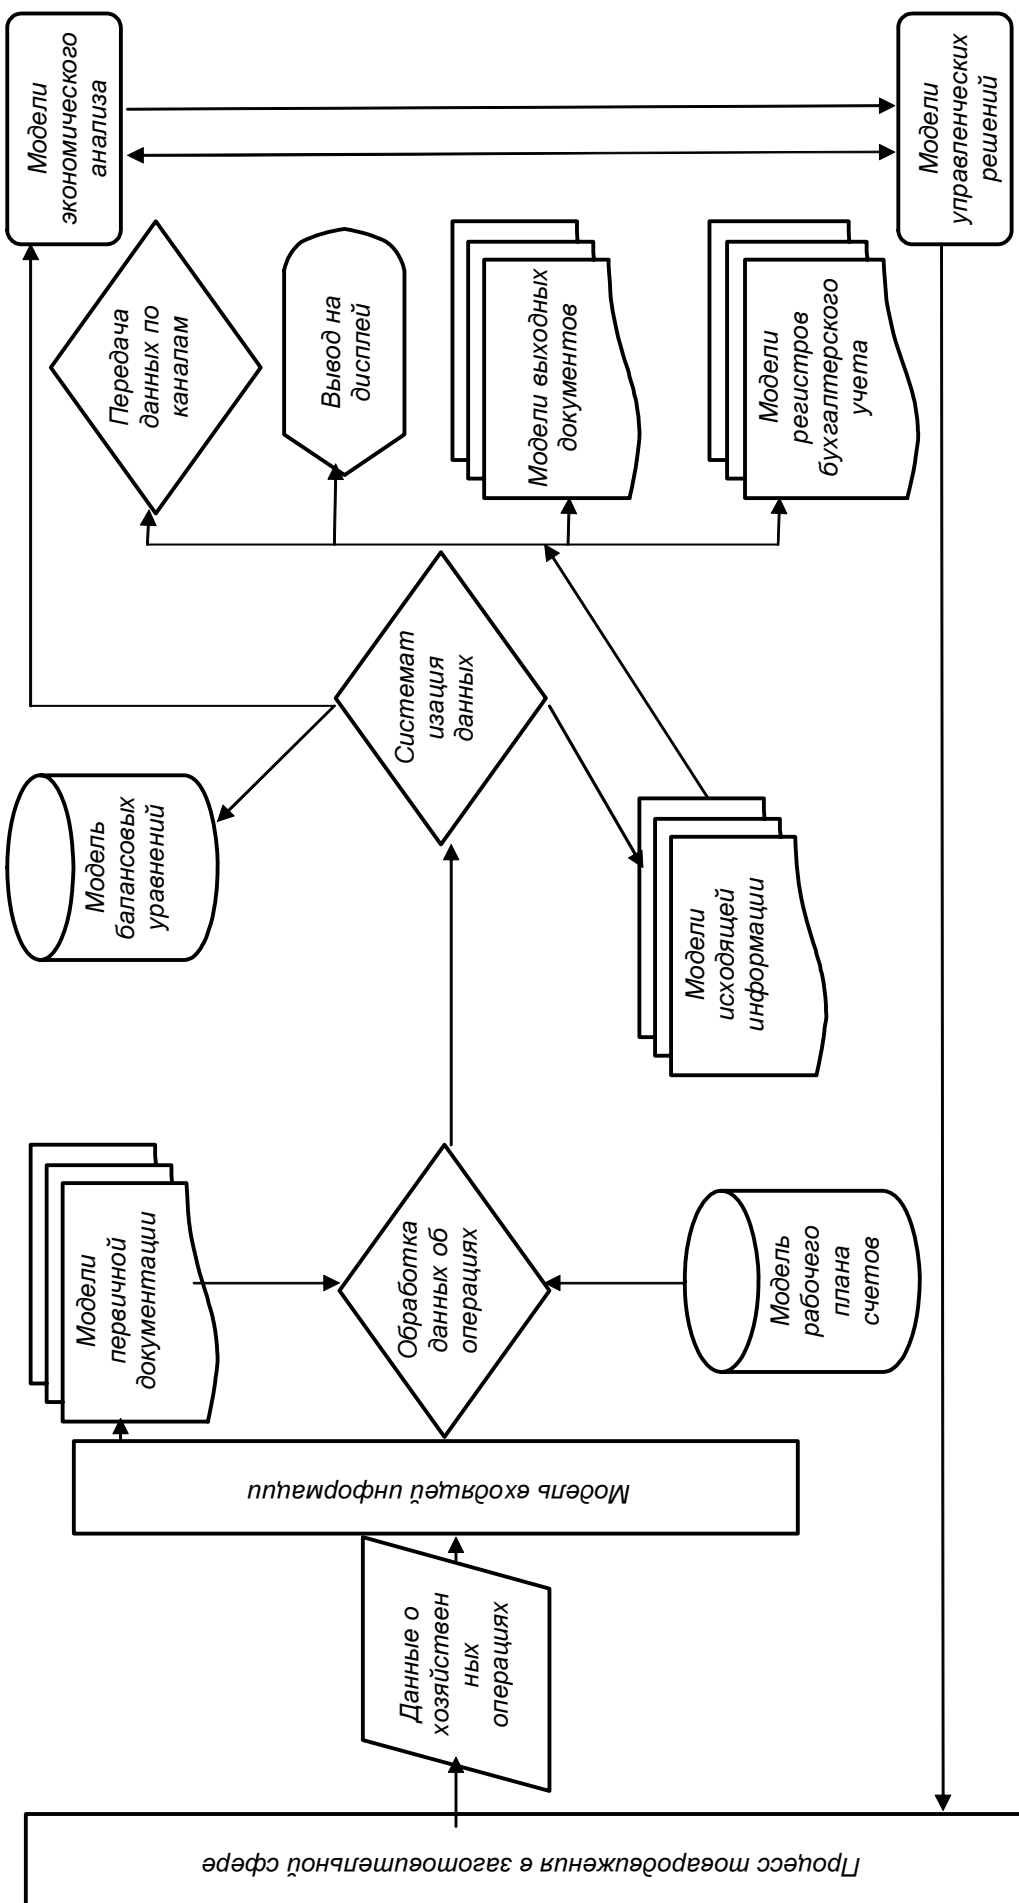 Процесс товародвижения в заготовительной сфере
Данные о
хозяйствен
ных
операциях
Модель входящей информации
Модели
первичной
документации
Обработка
данных об
операциях
Модель
рабочего
плана
счетов
Модель
балансовых
уравнений
Системат
изация
данных
Модели
исходящей
информации
Передача
данных по
каналам
Вывод на
дисплей
Модели выходных
документов
Модели
регистров
бухгалтерского
учета
Модели
экономического
анализа
Модели
управленческих
решений